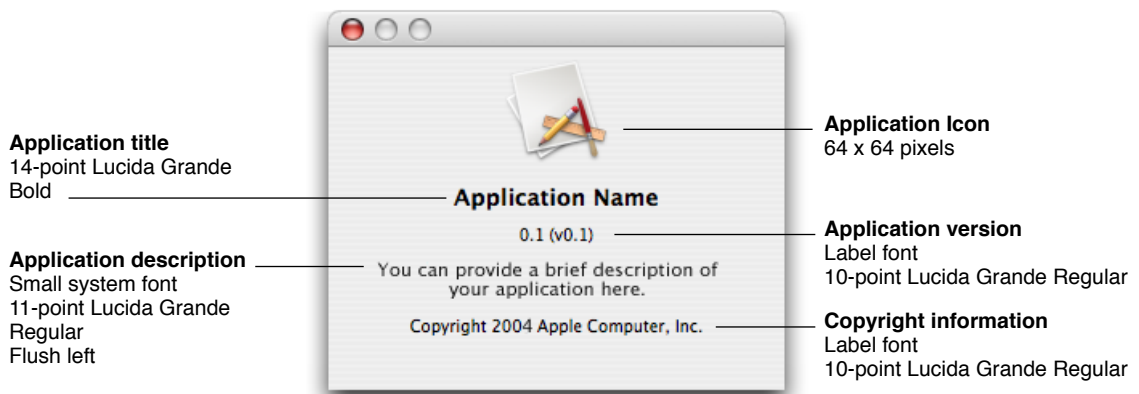 Application title
14-point Lucida Grande
Bold
Application description
Small system font
11-point Lucida Grande
Regular
Flush left
Application Name
0.1 (v0.1)
You can provide a brief description of
your application here.
Copyright 2004 Apple Computer, Inc.
Application Icon
64 x 64 pixels
Application version
Label font
10-point Lucida Grande Regular
Copyright information
Label font
10-point Lucida Grande Regular